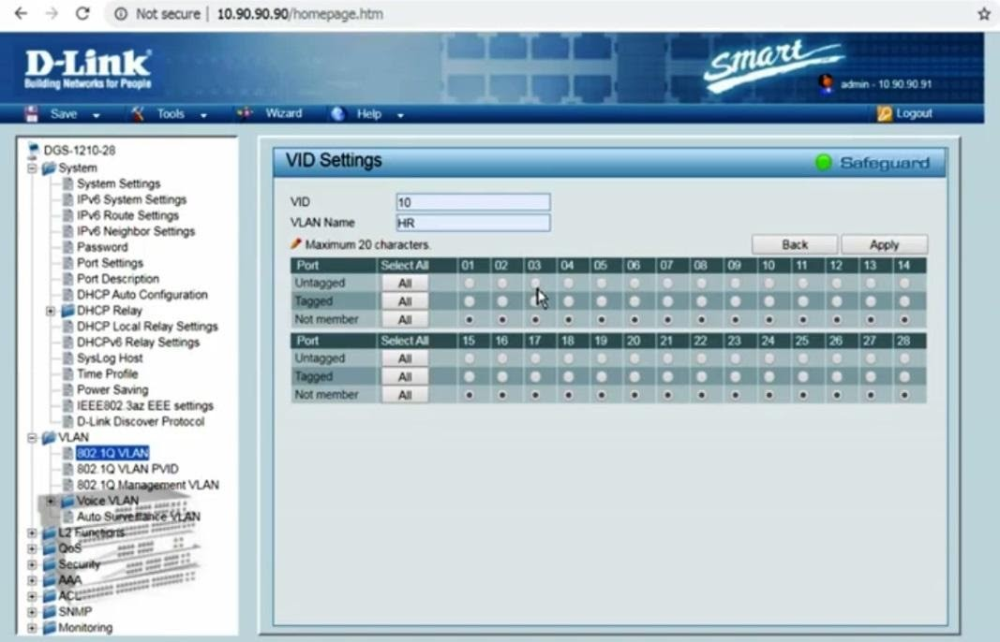 Not secure | 10.90.90.90/homepage.htm
D-Link
Building Networks for People
Smart
admin - 10.90.90.91
Save Tools Wizard Help Logout
DGS-1210-28
System
System Settings
IPv6 System Settings
IPv6 Route Settings
IPv6 Neighbor Settings
Password
Port Settings
Port Description
DHCP Auto Configuration
DHCP Relay
DHCP Local Relay Settings
DHCPv6 Relay Settings
SysLog Host
Time Profile
Power Saving
IEEE802.3az EEE settings
D-Link Discover Protocol
VLAN
802.1Q VLAN
802.1Q VLAN PVID
802.1Q Management VLAN
Voice VLAN
Auto Surveillance VLAN
L2 Functions
QoS
Security
AAA
ACL
SNMP
Monitoring
VID Settings Safeguard
VID 10
VLAN Name HR
Maximum 20 characters. Back Apply
Port Select All 01 02 03 04 05 06 07 08 09 10 11 12 13 14
Untagged All
Tagged All
Not member All
Port Select All 15 16 17 18 19 20 21 22 23 24 25 26 27 28
Untagged All
Tagged All
Not member All